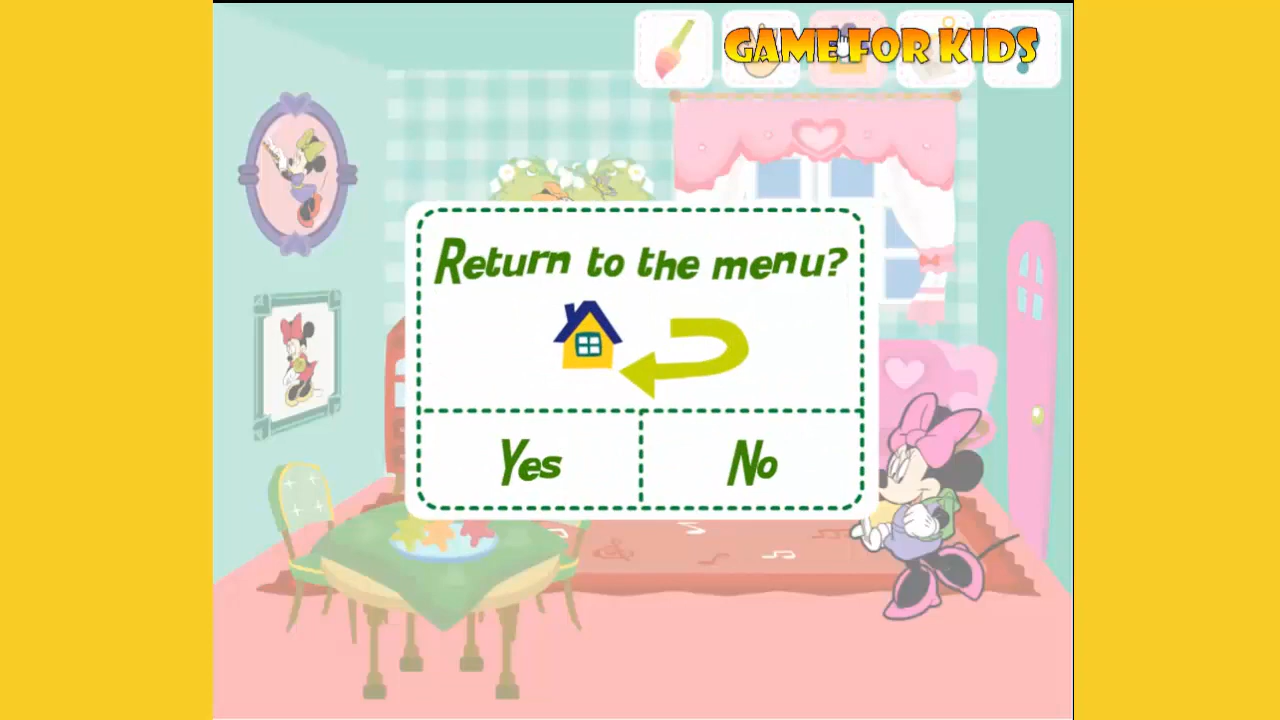 GAME FOR KIDS
Return to the menu?
Yes
No